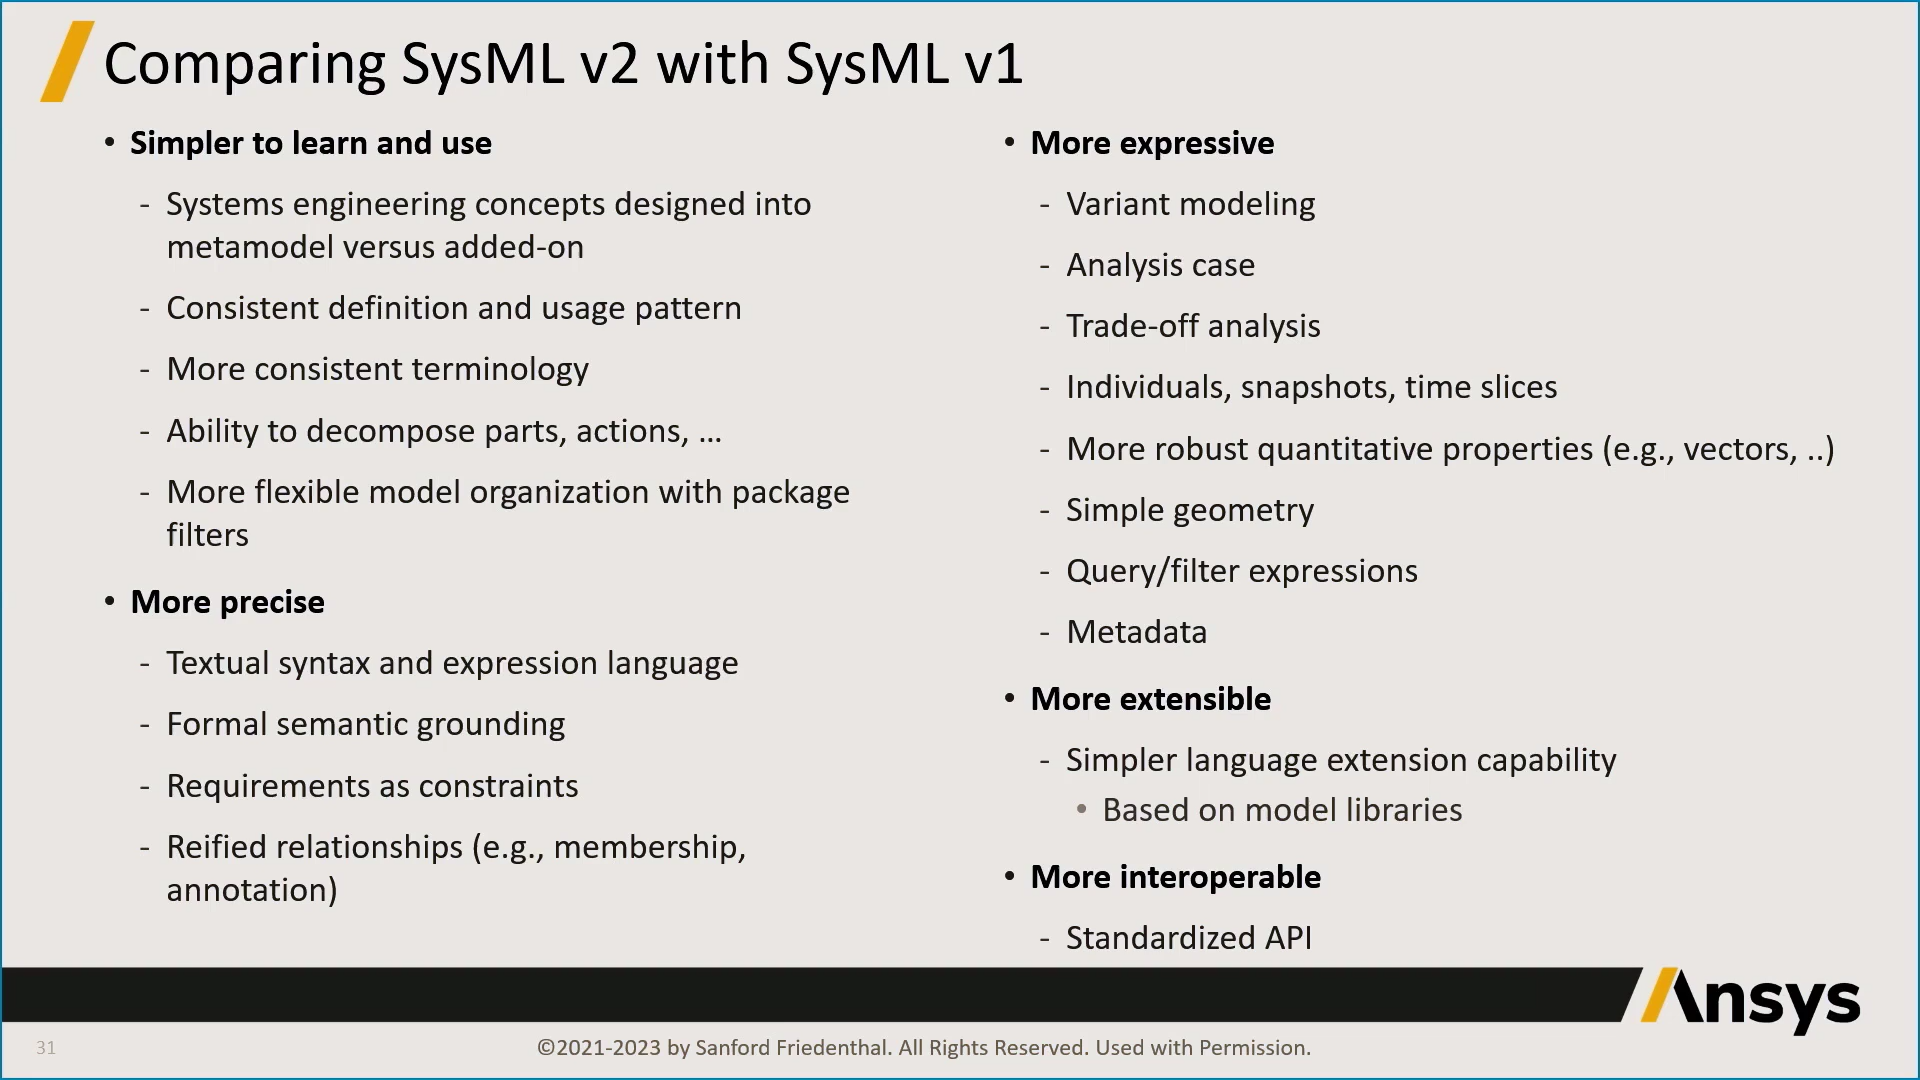 Comparing SysML v2 with SysML v1
• Simpler to learn and use
- Systems engineering concepts designed into
metamodel versus added-on
- Consistent definition and usage pattern
- More consistent terminology
- Ability to decompose parts, actions, …
- More flexible model organization with package
filters
• More precise
- Textual syntax and expression language
- Formal semantic grounding
- Requirements as constraints
- Reified relationships (e.g., membership,
annotation)
• More expressive
- Variant modeling
- Analysis case
- Trade-off analysis
- Individuals, snapshots, time slices
- More robust quantitative properties (e.g., vectors, ..)
- Simple geometry
- Query/filter expressions
- Metadata
• More extensible
- Simpler language extension capability
• Based on model libraries
• More interoperable
- Standardized API
Ansys
31
©2021-2023 by Sanford Friedenthal. All Rights Reserved. Used with Permission.